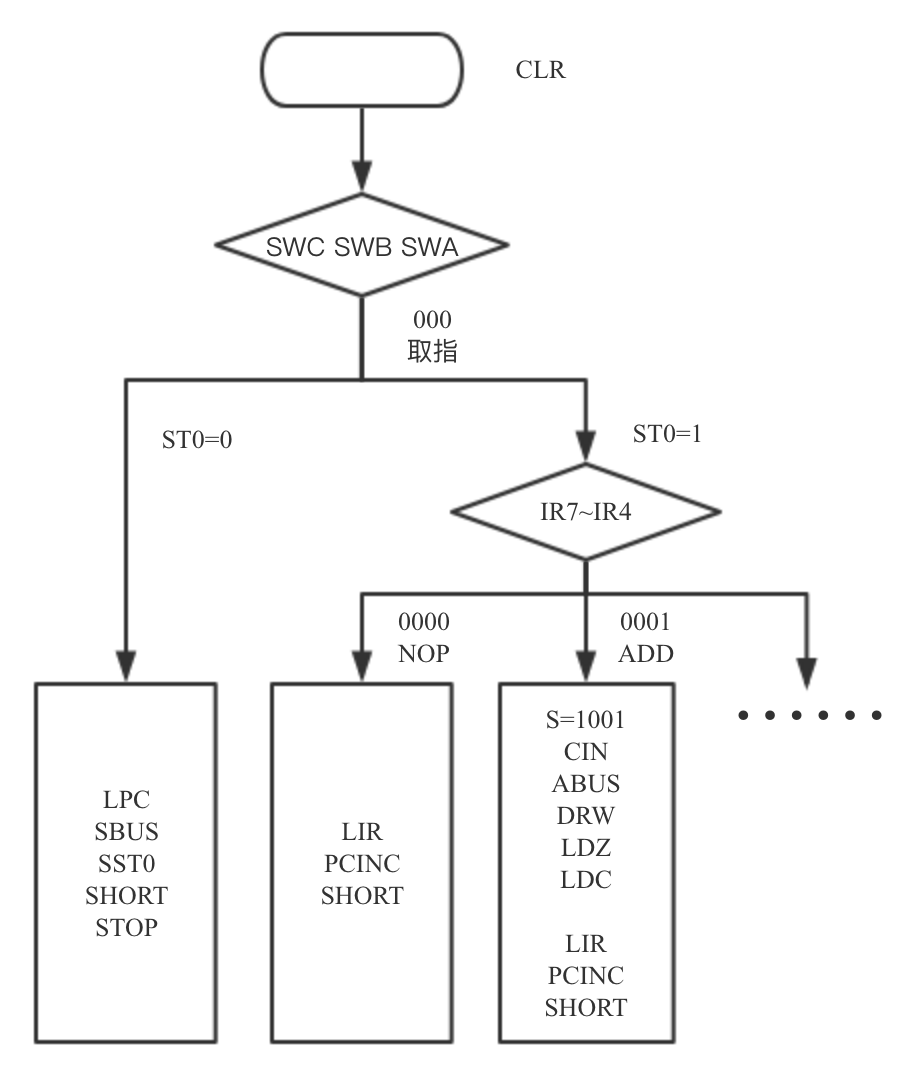 CLR
SWC SWB SWA
000
取指
ST0=0
ST0=1
IR7~IR4
0000
NOP
0001
ADD
LPC
SBUS
SST0
SHORT
STOP
LIR
PCINC
SHORT
S=1001
CIN
ABUS
DRW
LDZ
LDC
LIR
PCINC
SHORT
......